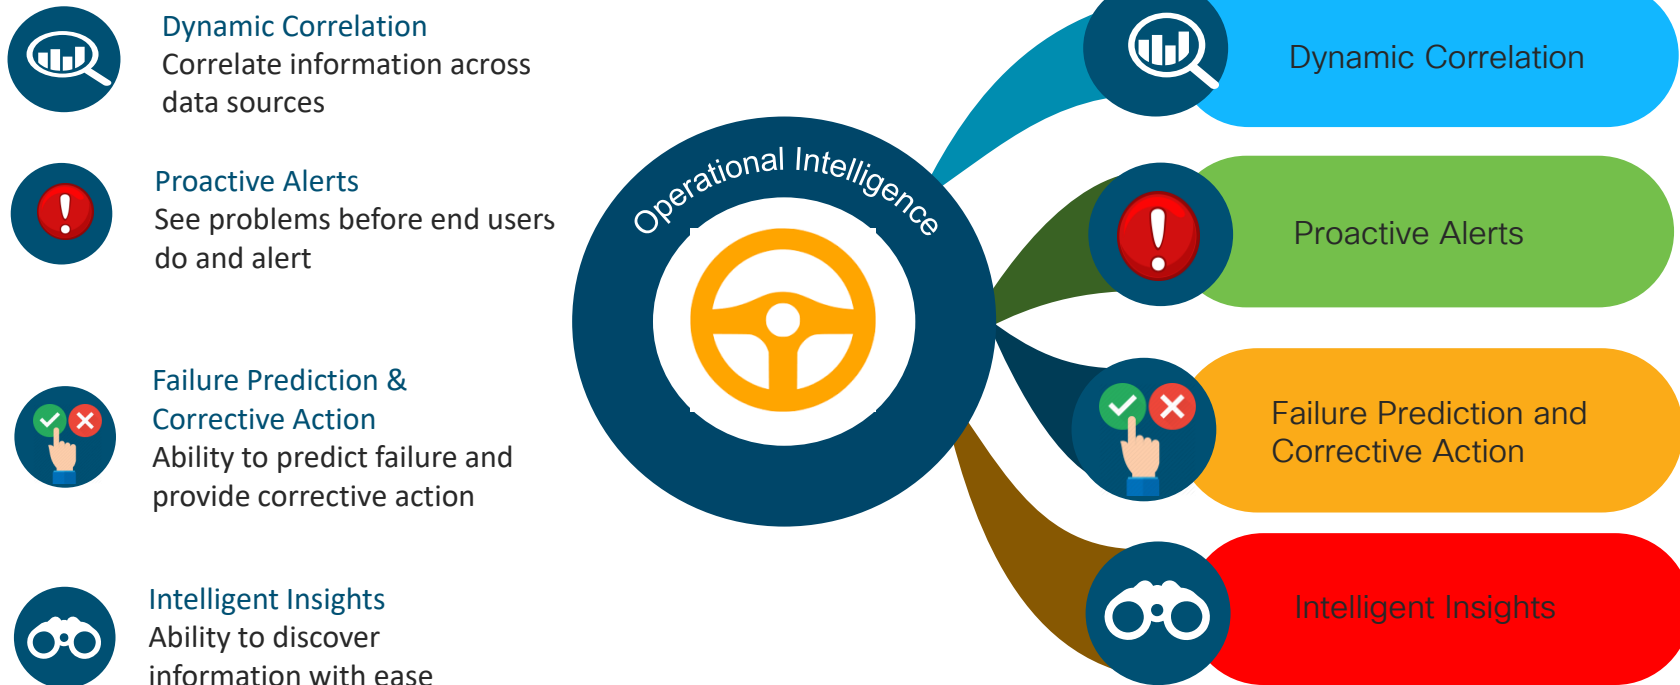 Dynamic Correlation
Correlate information across
data sources
Proactive Alerts
See problems before end users
do and alert
Failure Prediction &
Corrective Action
Ability to predict failure and
provide corrective action
Intelligent Insights
Ability to discover
information with ease
Operational Intelligence
Dynamic Correlation
Proactive Alerts
Failure Prediction and
Corrective Action
Intelligent Insights